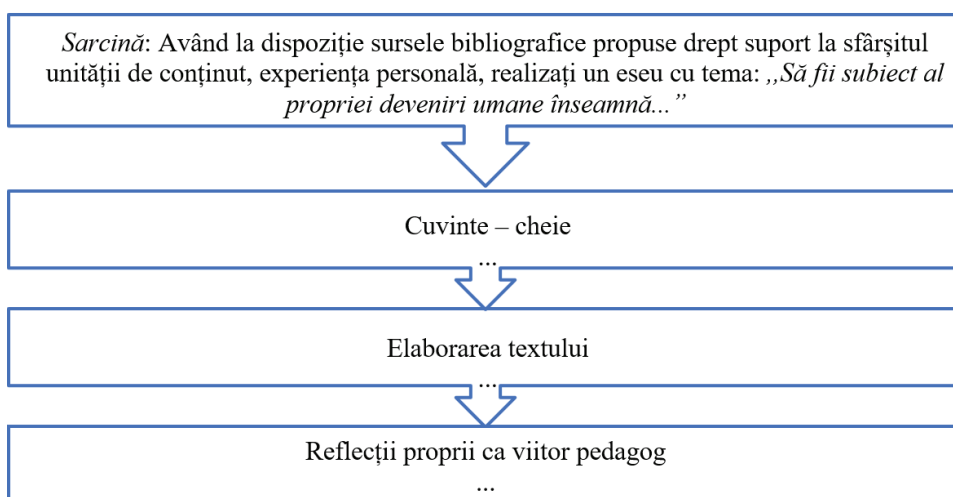 Sarcină: Având la dispoziție sursele bibliografice propuse drept suport la sfârșitul
unității de conținut, experiența personală, realizați un eseu cu tema: ,,Să fii subiect al
propriei deveniri umane înseamnă...”
Cuvinte – cheie
...
Elaborarea textului
...
Reflecții proprii ca viitor pedagog
...